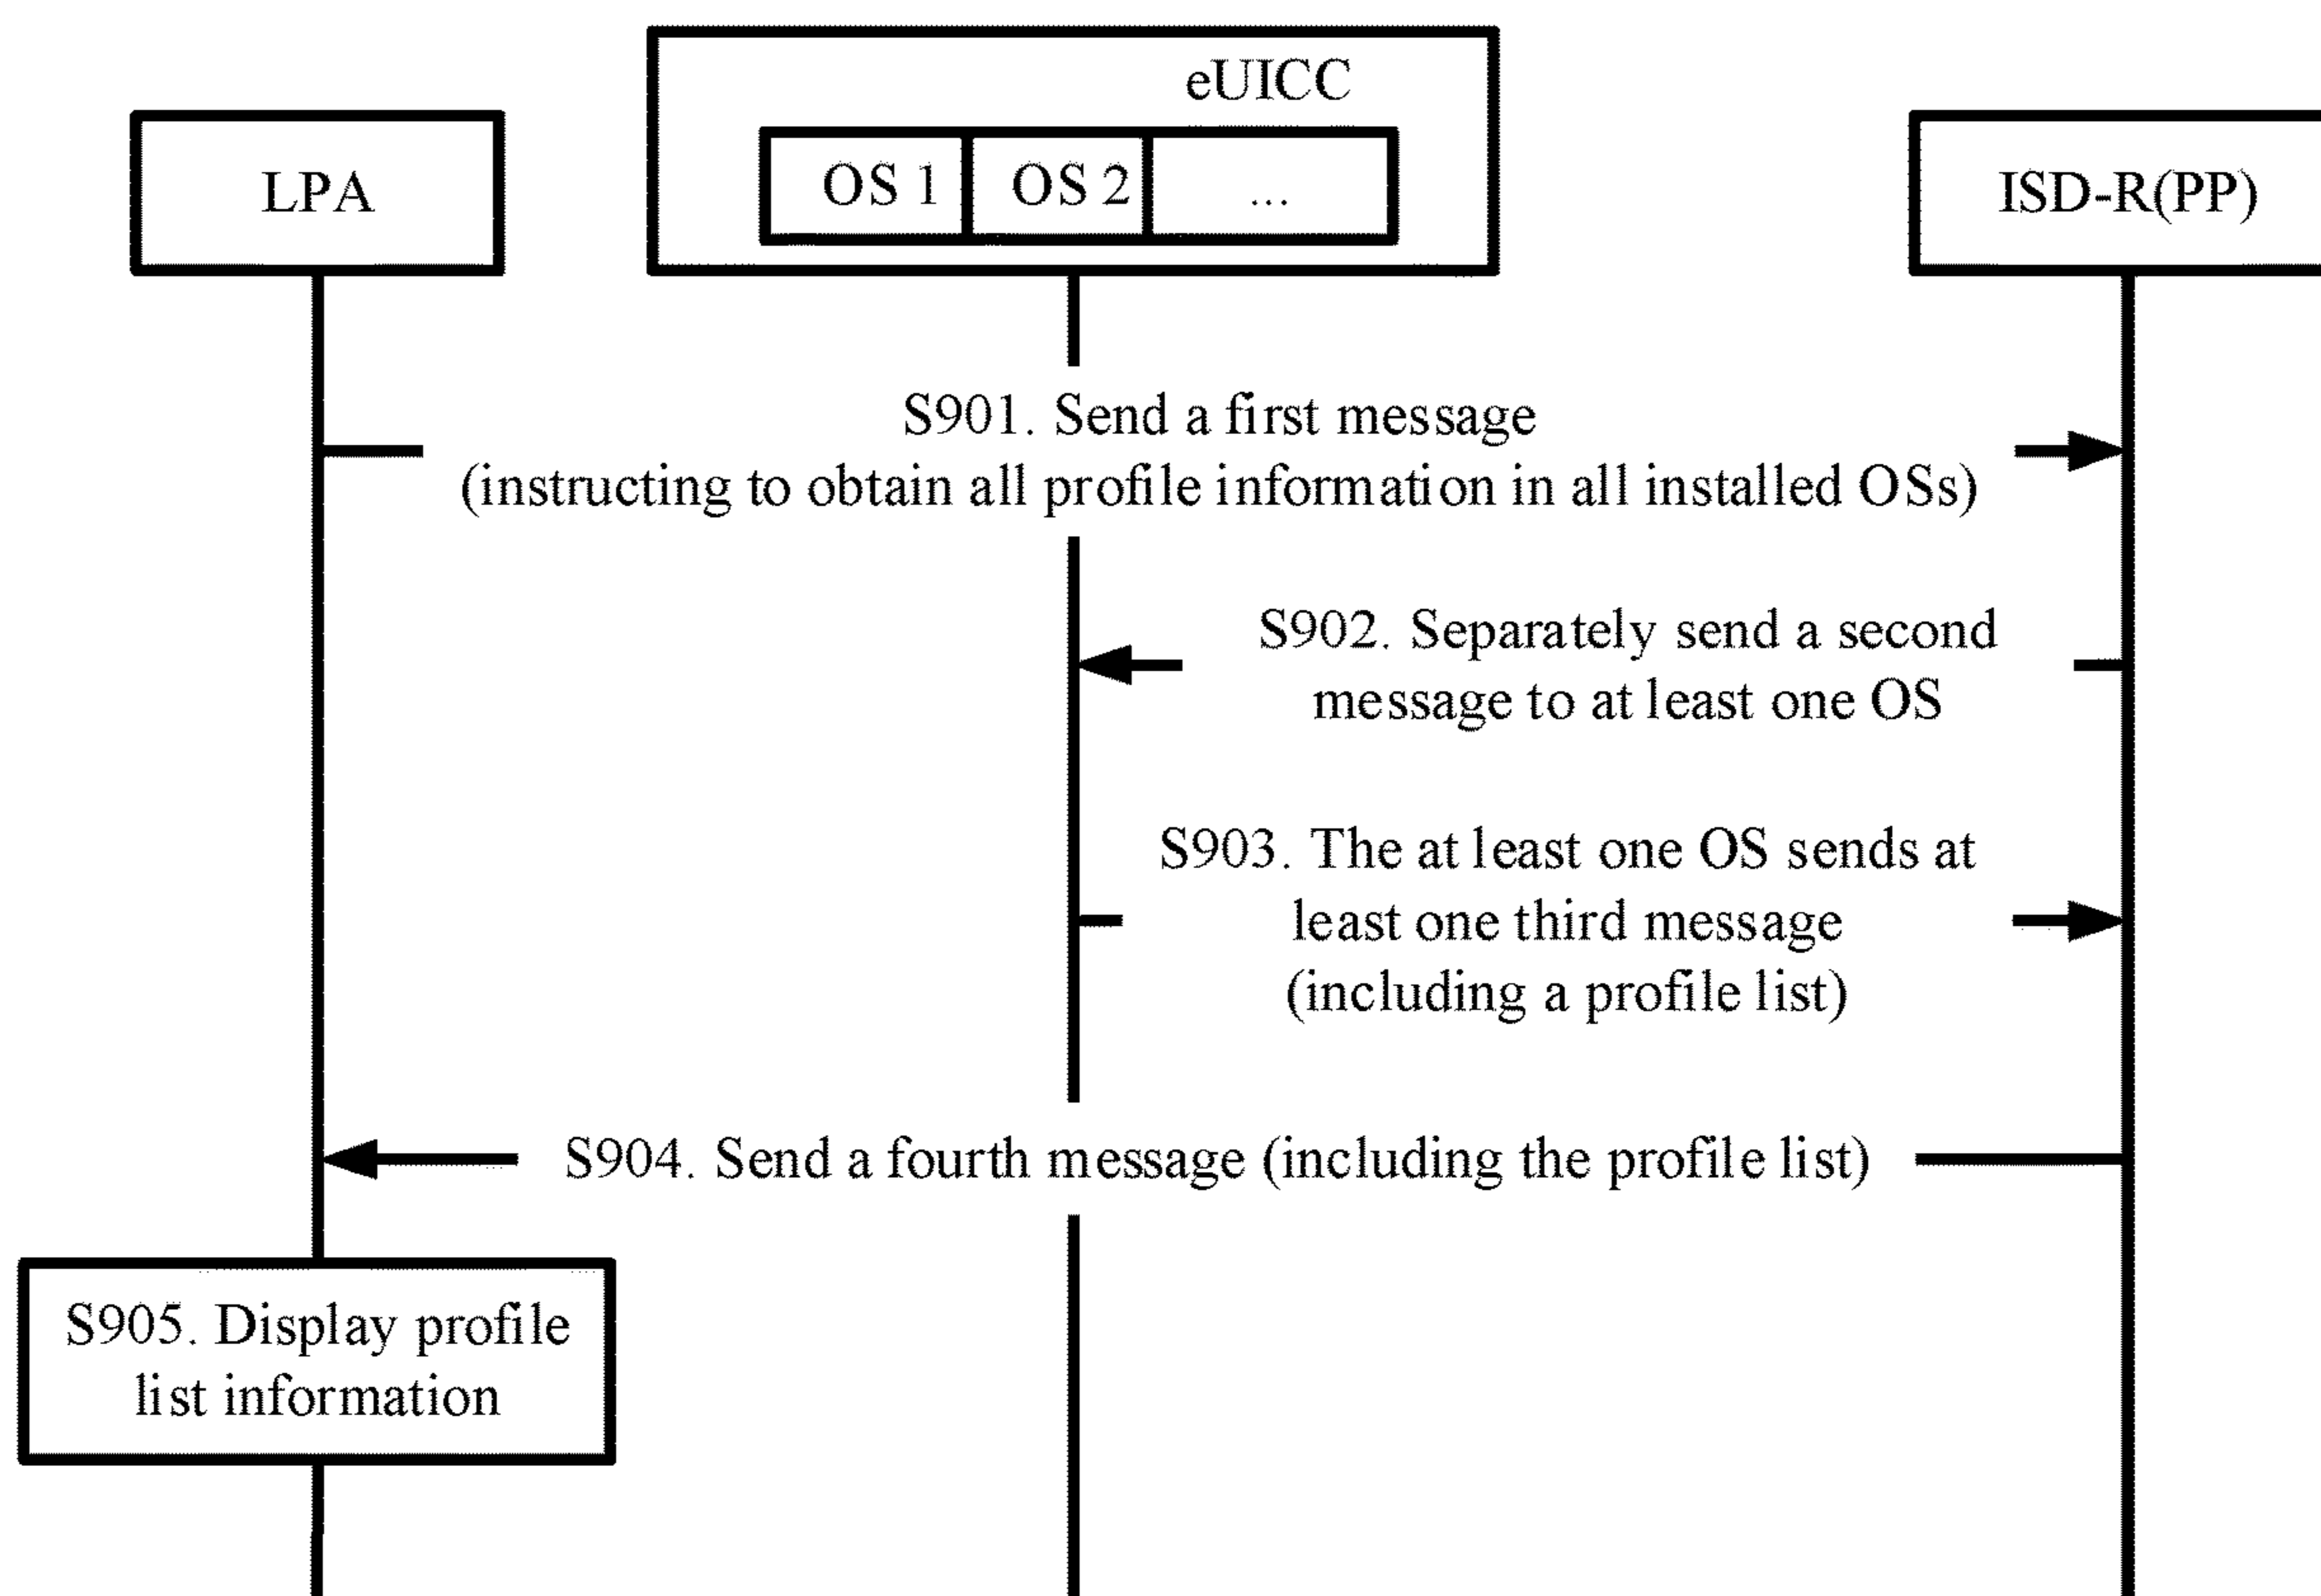 eUICC
LPA
OS 1
OS 2
...
ISD-R(PP)
S901. Send a first message
(instructing to obtain all profile information in all installed OSs)
S902. Separately send a second
message to at least one OS
S903. The at least one OS sends at
least one third message
(including a profile list)
S904. Send a fourth message (including the profile list)
S905. Display profile
list information